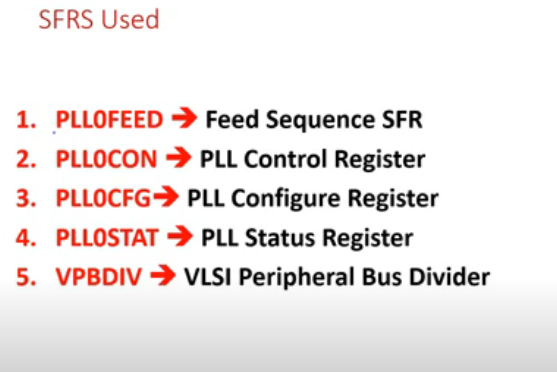 SFRS Used
1. PLL0FEED ➔ Feed Sequence SFR
2. PLL0CON ➔ PLL Control Register
3. PLL0CFG➔ PLL Configure Register
4. PLL0STAT ➔ PLL Status Register
5. VPBDIV ➔ VLSI Peripheral Bus Divider